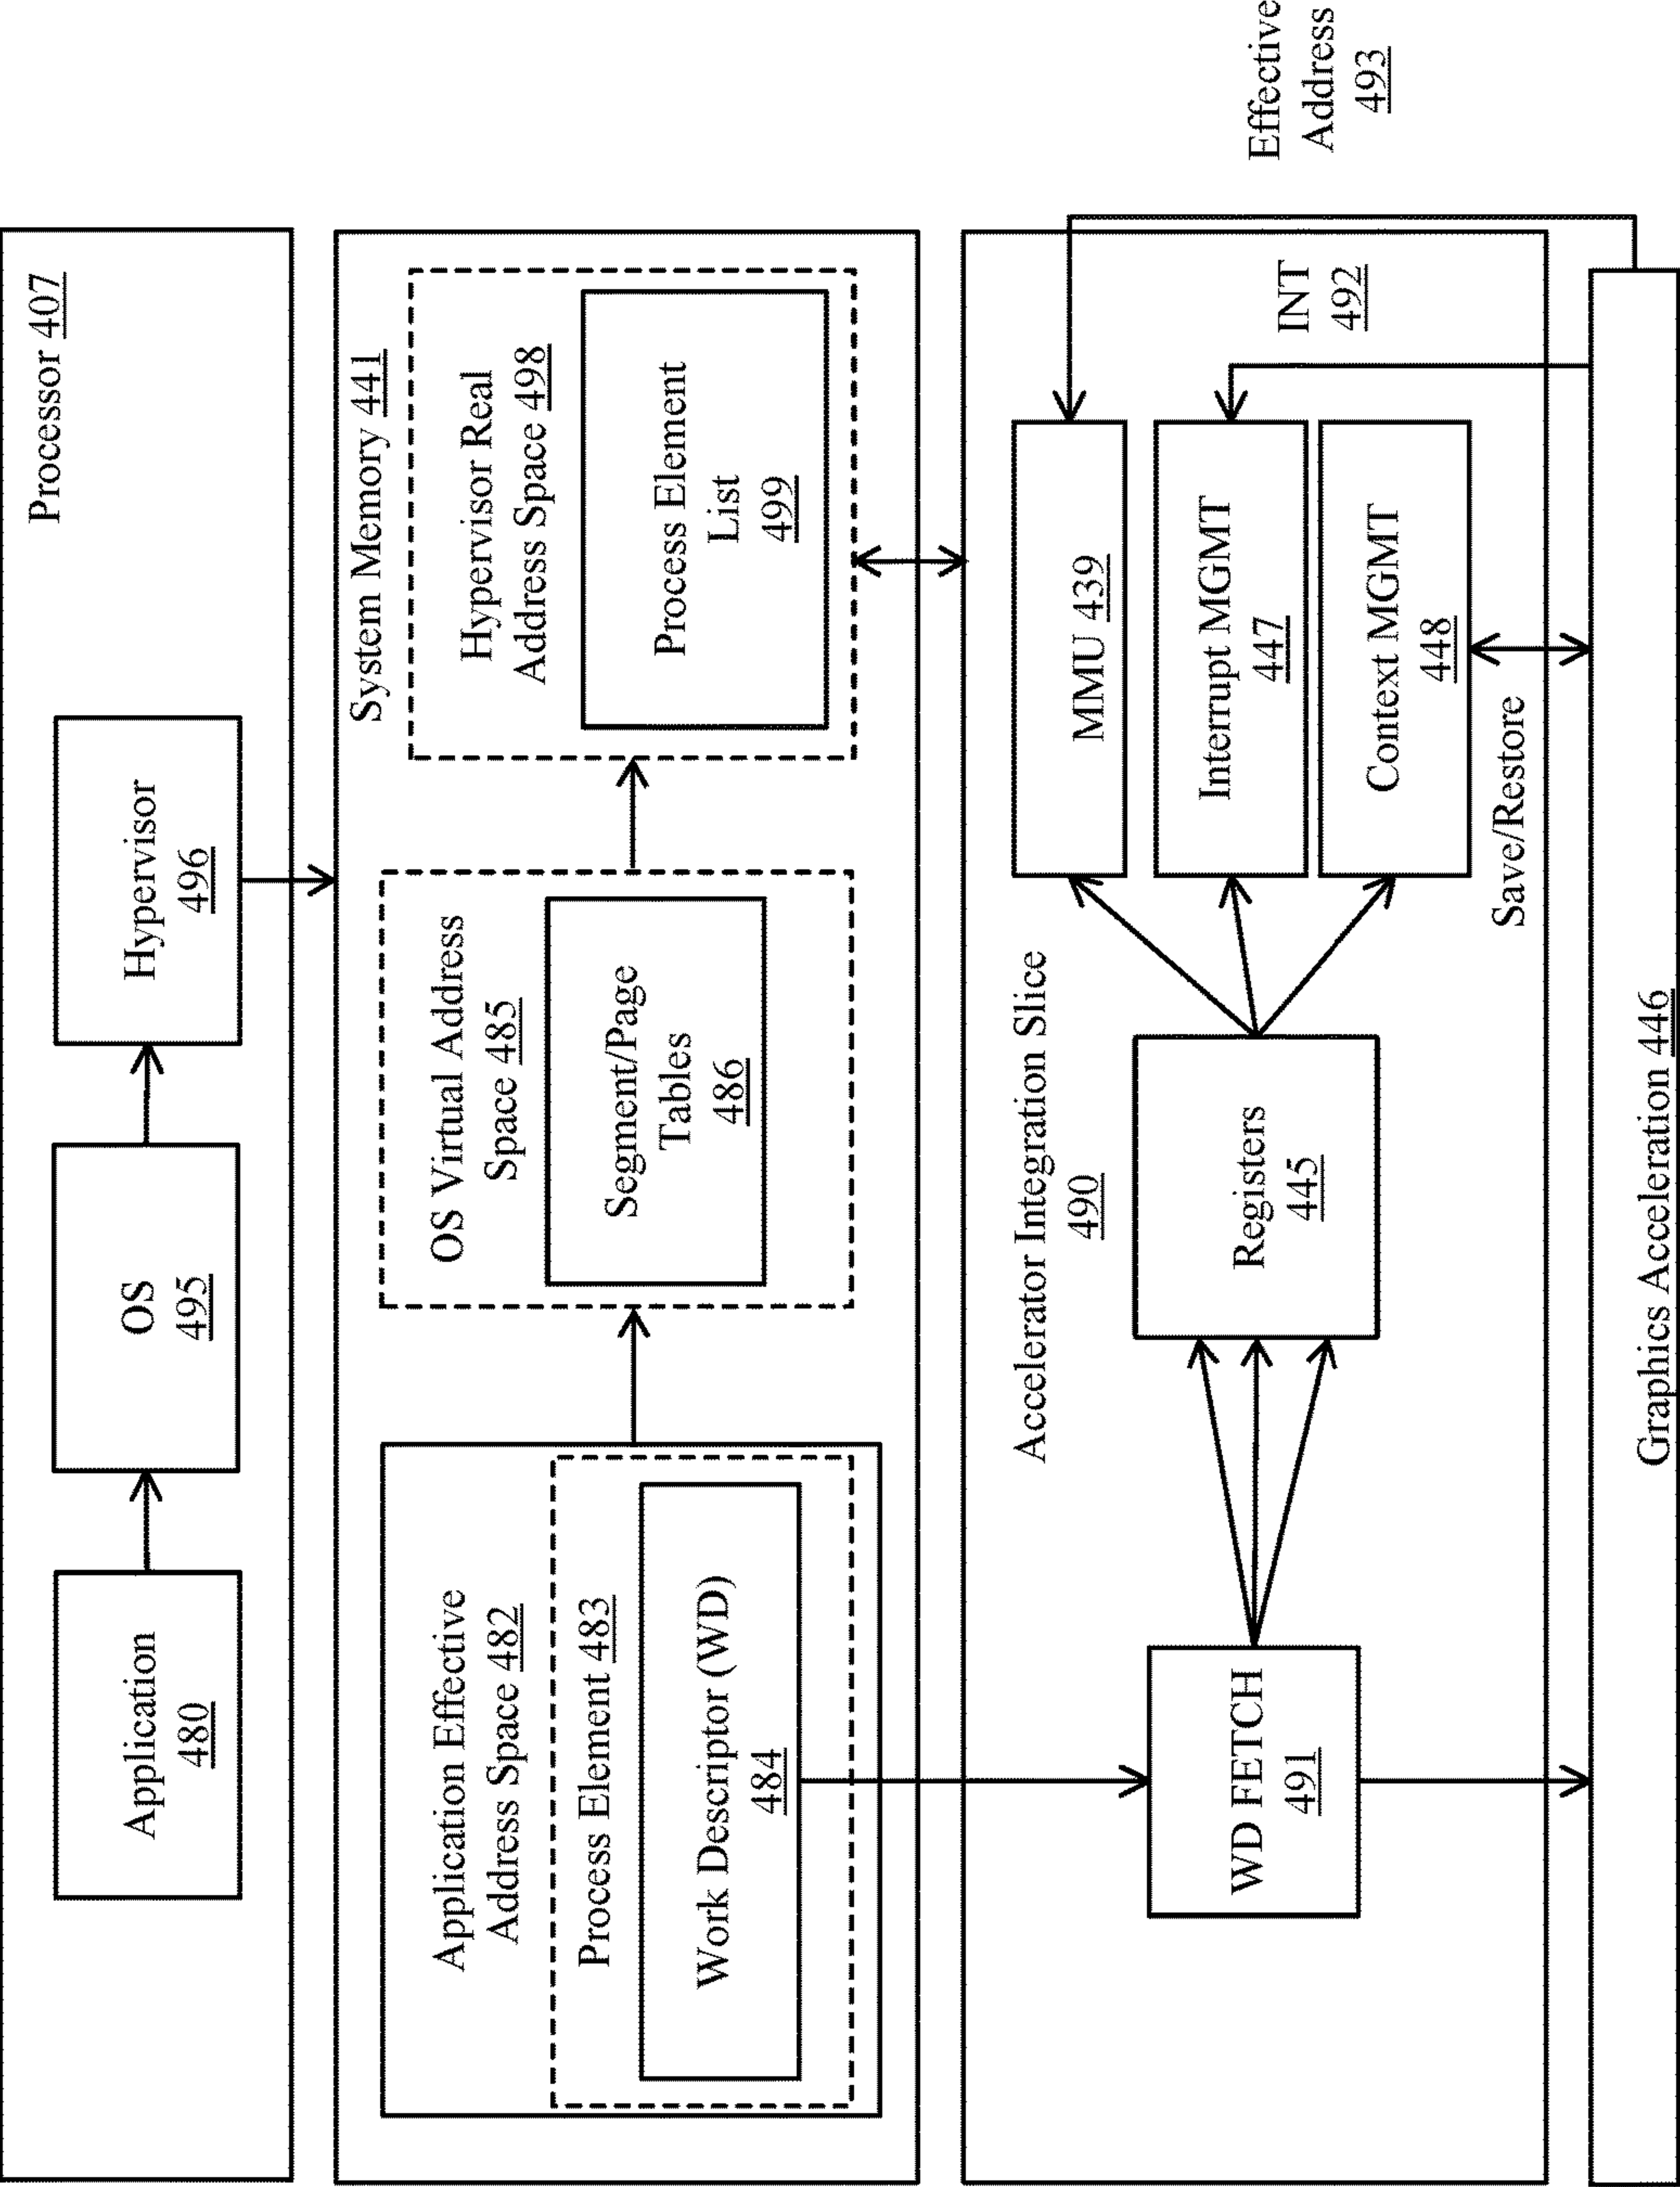 Processor 407
Application
480
OS
495
Hypervisor
496
System Memory 441
Application Effective
Address Space 482
Process Element 483
Work Descriptor (WD)
484
OS Virtual Address
Space 485
Segment/Page
Tables
486
Hypervisor Real
Address Space 498
Process Element
List
499
Accelerator Integration Slice
490
WD FETCH
491
Registers
445
MMU 439
Interrupt MGMT
447
Context MGMT
448
Save/Restore
INT
492
Effective
Address
493
Graphics Acceleration 446